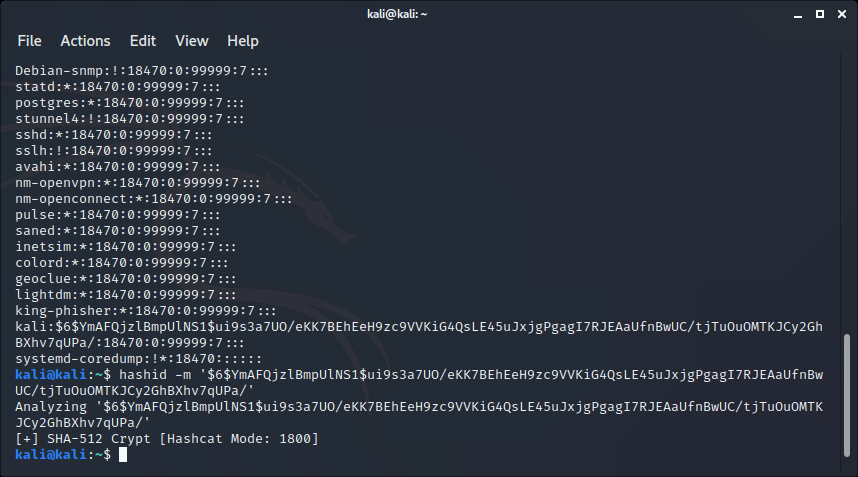 kali@kali: ~
File Actions Edit View Help
Debian-snmp:!:18470:0:99999:7:::
statd:*:18470:0:99999:7:::
postgres:*:18470:0:99999:7:::
stunnel4:!:18470:0:99999:7:::
sshd:*:18470:0:99999:7:::
sslh:!:18470:0:99999:7:::
avahi:*:18470:0:99999:7:::
nm-openvpn:*:18470:0:99999:7:::
nm-openconnect:*:18470:0:99999:7:::
pulse:*:18470:0:99999:7:::
saned:*:18470:0:99999:7:::
inetsim:*:18470:0:99999:7:::
colord:*:18470:0:99999:7:::
geoclue:*:18470:0:99999:7:::
lightdm:*:18470:0:99999:7:::
king-phisher:*:18470:0:99999:7:::
kali:$6$YmAFQjzlBmpUlNS1$ui9s3a7UO/eKK7BEhEeH9zc9VVKiG4QsLE45uJxjgPgagI7RJEAaUfnBwUC/tjTuOuOMTKJCy2Gh
BXhv7qUPa/:18470:0:99999:7:::
systemd-coredump:!*:18470::::::
kali@kali:~$ hashid -m '$6$YmAFQjzlBmpUlNS1$ui9s3a7UO/eKK7BEhEeH9zc9VVKiG4QsLE45uJxjgPgagI7RJEAaUfnBw
UC/tjTuOuOMTKJCy2GhBXhv7qUPa/'
Analyzing '$6$YmAFQjzlBmpUlNS1$ui9s3a7UO/eKK7BEhEeH9zc9VVKiG4QsLE45uJxjgPgagI7RJEAaUfnBwUC/tjTuOuOMTK
JCy2GhBXhv7qUPa/'
[+] SHA-512 Crypt [Hashcat Mode: 1800]
kali@kali:~$